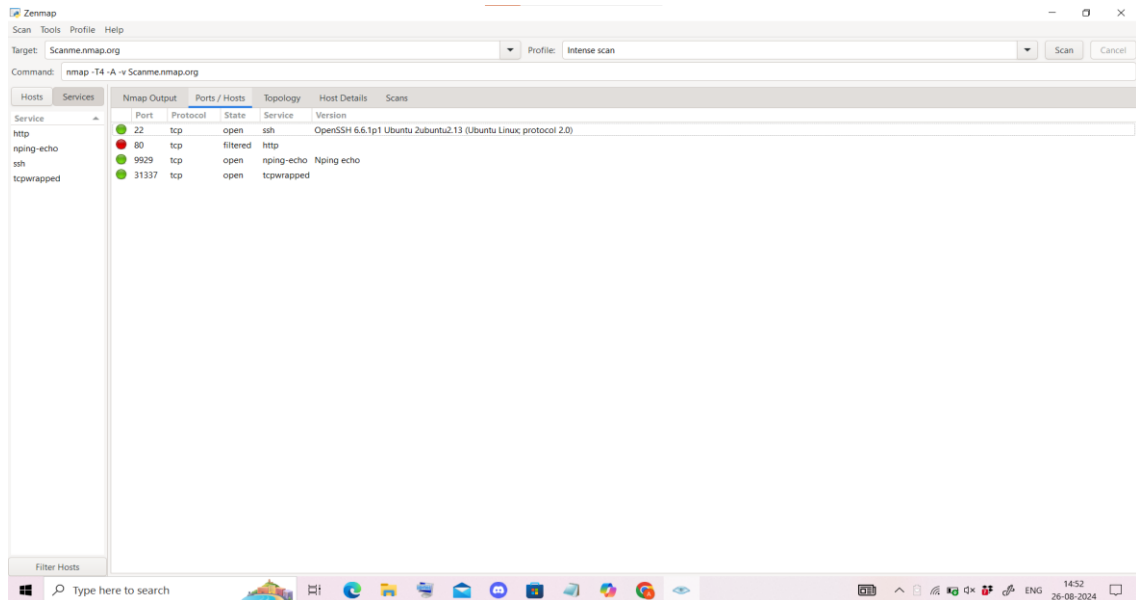 Zenmap
Scan Tools Profile Help
Target: Scanme.nmap.org Profile: Intense scan Scan Cancel
Command: nmap -T4 -A -v Scanme.nmap.org
Hosts Services Nmap Output Ports / Hosts Topology Host Details Scans
Service Port Protocol State Service Version
22 tcp open ssh OpenSSH 6.6.1p1 Ubuntu 2ubuntu2.13 (Ubuntu Linux; protocol 2.0)
http
80 tcp filtered http
nping-echo
9929 tcp open nping-echo Nping echo
ssh
31337 tcp open tcpwrapped
tcpwrapped
Filter Hosts
Type here to search
ENG 14:52
26-08-2024